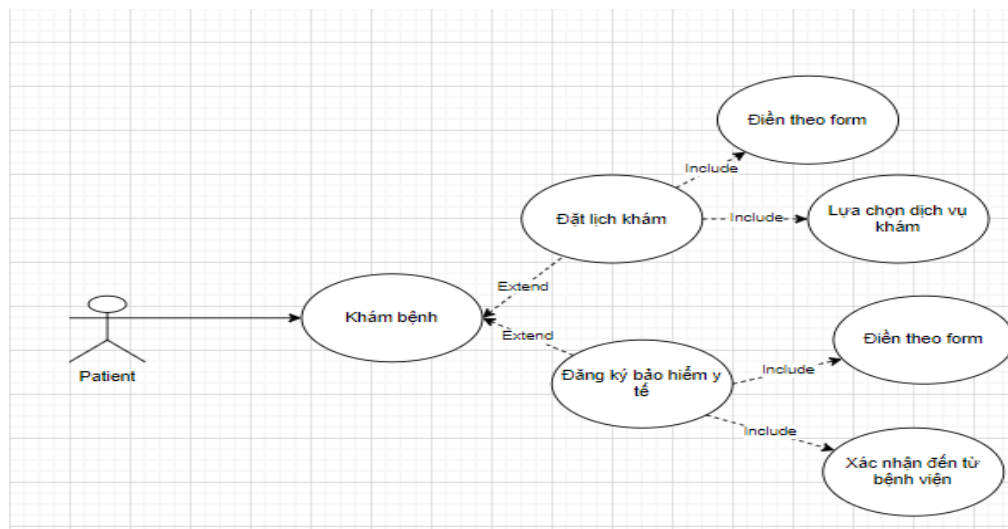 Điền theo form
Include
Đặt lịch khám
Include
Lựa chọn dịch vụ
khám
Extend
Khám bệnh
Extend
Patient
Đăng ký bảo hiểm y
tế
Include
Điền theo form
Include
Xác nhận đến từ
bệnh viện